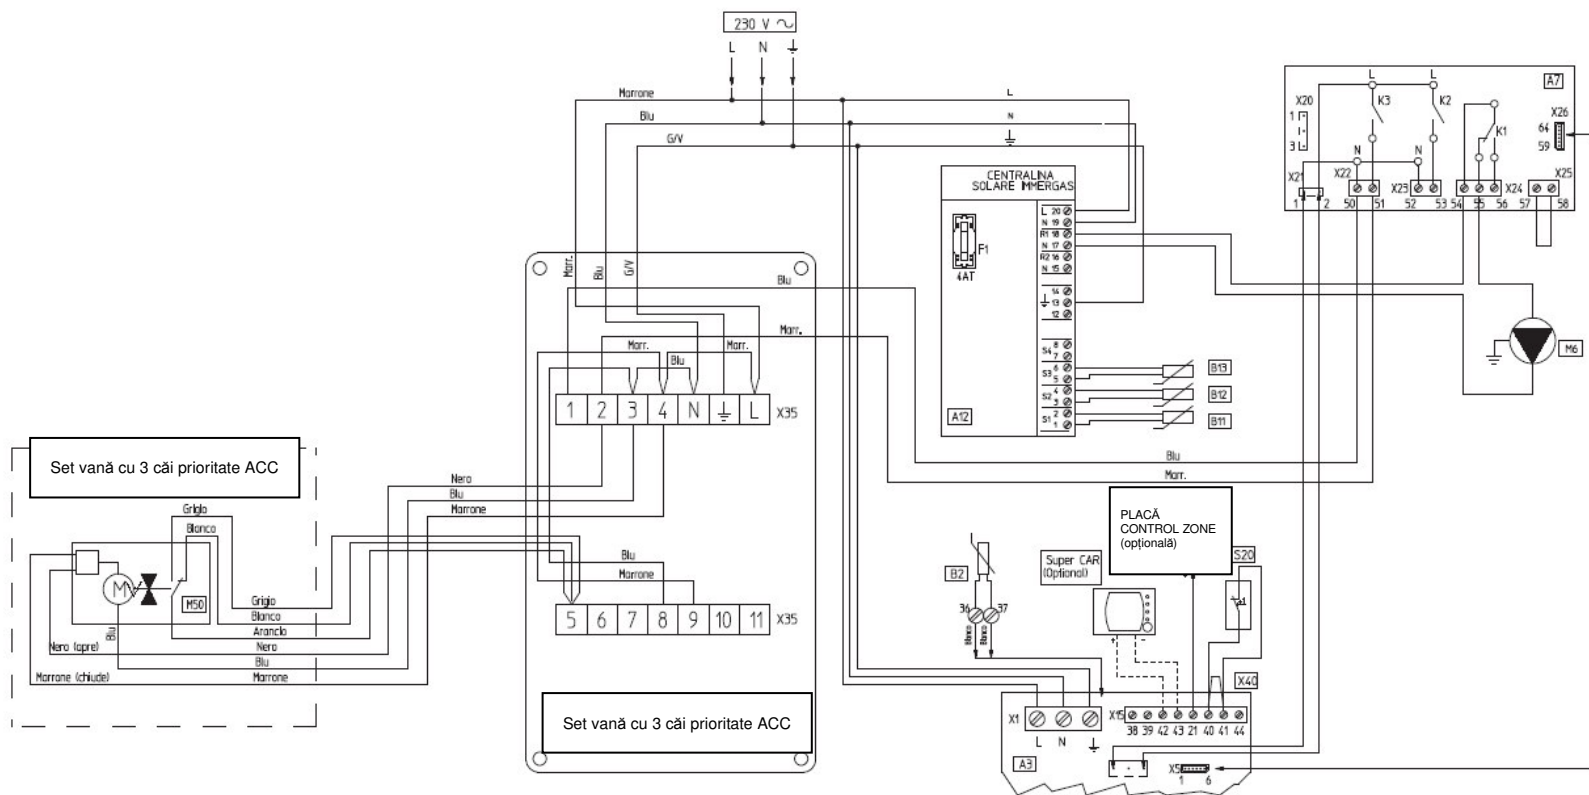 230 V
L N
Marrone L
Blu N
G/V
Marr.
Blu
G/V
Blu
Marr.
Marr. Marr.
Blu
1 2 3 4 N L X35
CENTRALINA
SOLARE IMMERGAS
F1
4AT
L 20
N 19
R1 18
N 17
R2 16
N 15
14
13
12
8
S4 7
6
S3 5
4
S2 3
2
S1 1
A12
B13
B12
B11
A7
L L
X20 K3 K2 X26
1 K1 64
3 59
N N
X21 X22 X23 X24 X25
1 2 50 51 52 53 54 55 56 57 58
M6
Blu
Marr.
Set vană cu 3 căi prioritate ACC
Nero
Blu
Marrone
Grigio
Bianco
M
M50
Blu
Grigio
Bianco
Arancio
Nero (apre) Nero
Blu
Marrone (chiude) Marrone
Blu
Marrone
5 6 7 8 9 10 11 X35
Set vană cu 3 căi prioritate ACC
B2
36 37
Bianco Bianco
Super CAR
(Optional)
+ -
PLACĂ
CONTROL ZONE
(opțională)
S20
X40
X1 X15
L N 38 39 42 43 21 40 41 44
A3 X5
1 6